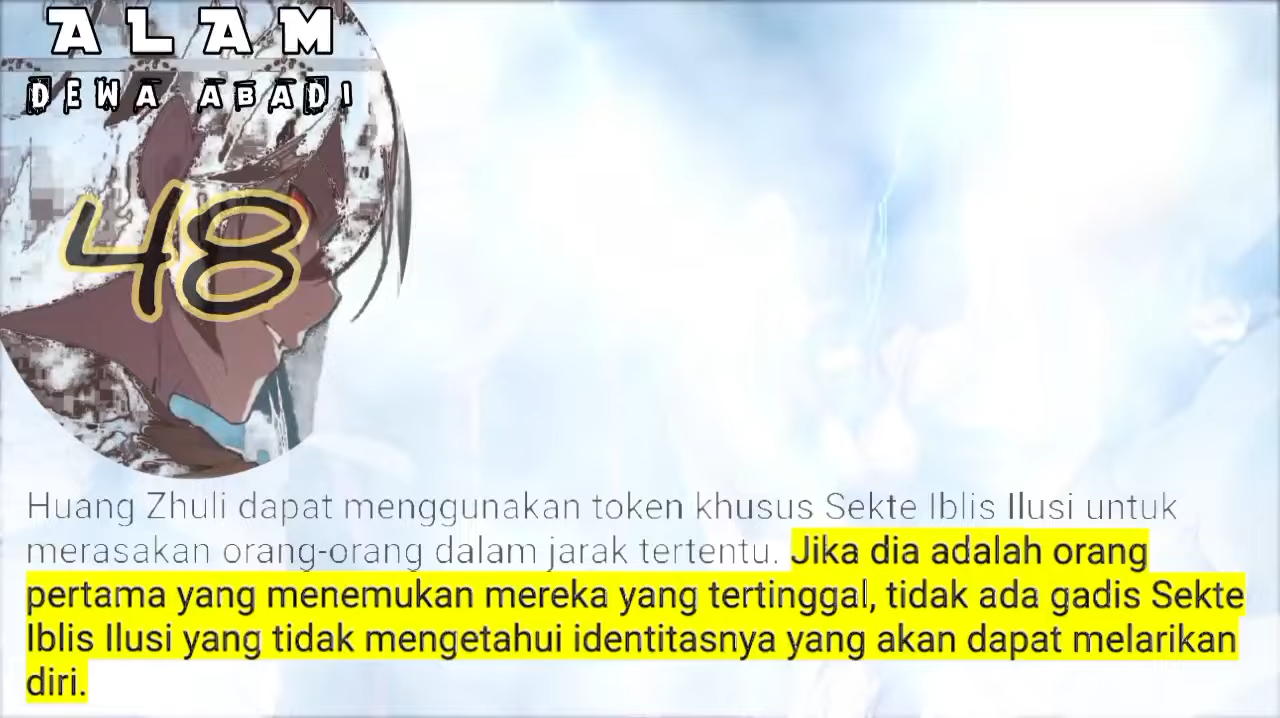 ALAM
DEWA ABADI
48
Huang Zhuli dapat menggunakan token khusus Sekte Iblis Ilusi untuk
merasakan orang-orang dalam jarak tertentu. Jika dia adalah orang
pertama yang menemukan mereka yang tertinggal, tidak ada gadis Sekte
Iblis Ilusi yang tidak mengetahui identitasnya yang akan dapat melarikan
diri.